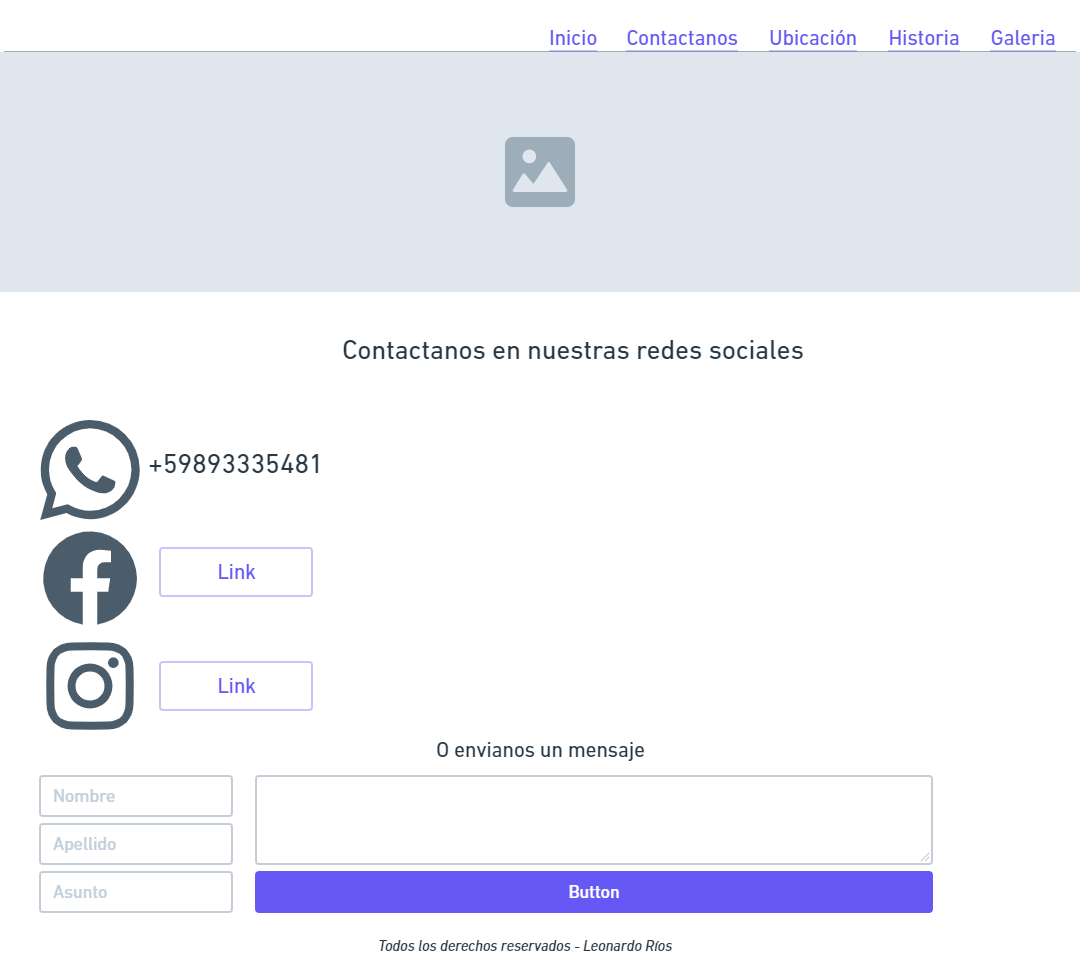 Inicio Contactanos Ubicación Historia Galeria
Contactanos en nuestras redes sociales
+59893335481
Link
Link
O envianos un mensaje
Nombre
Apellido
Asunto
Button
Todos los derechos reservados - Leonardo Ríos